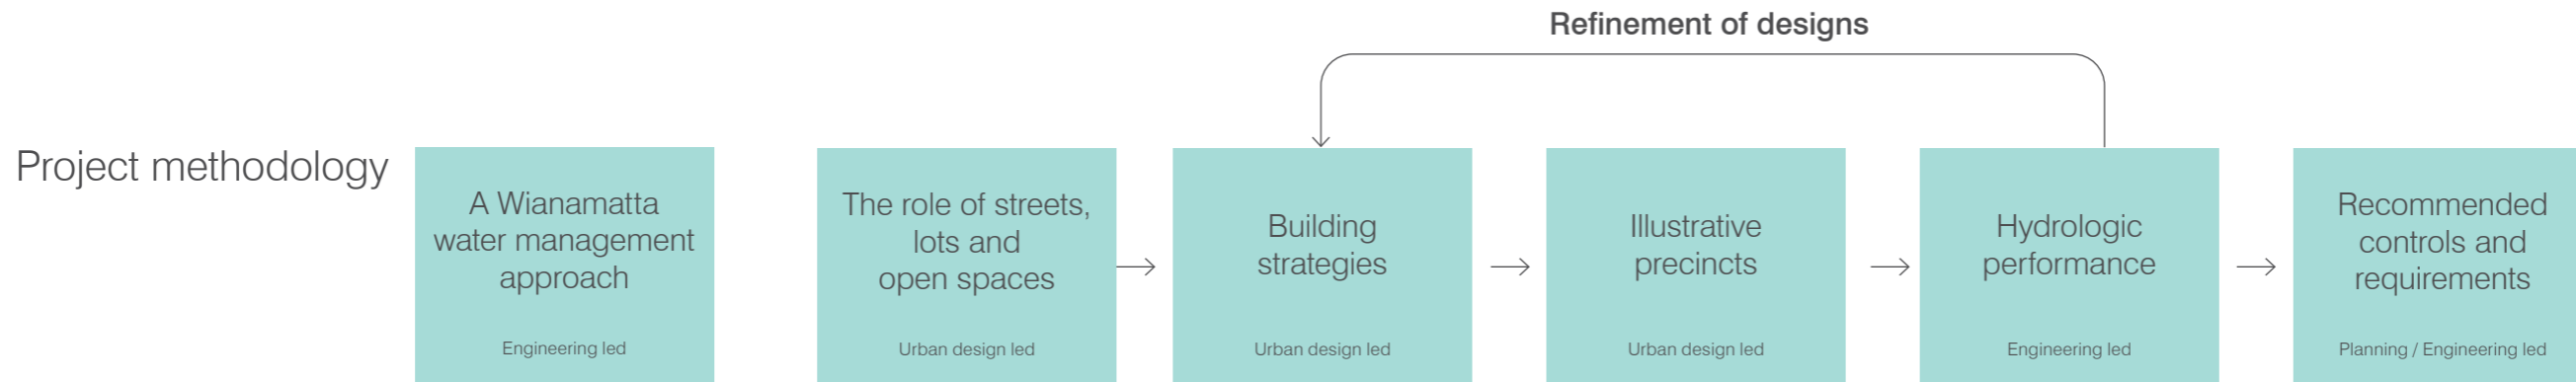 Refinement of designs
Project methodology
A Wianamatta
water management
approach
Engineering led
The role of streets,
lots and
open spaces
Urban design led
Building
strategies
Urban design led
Illustrative
precincts
Urban design led
Hydrologic
performance
Engineering led
Recommended
controls and
requirements
Planning / Engineering led